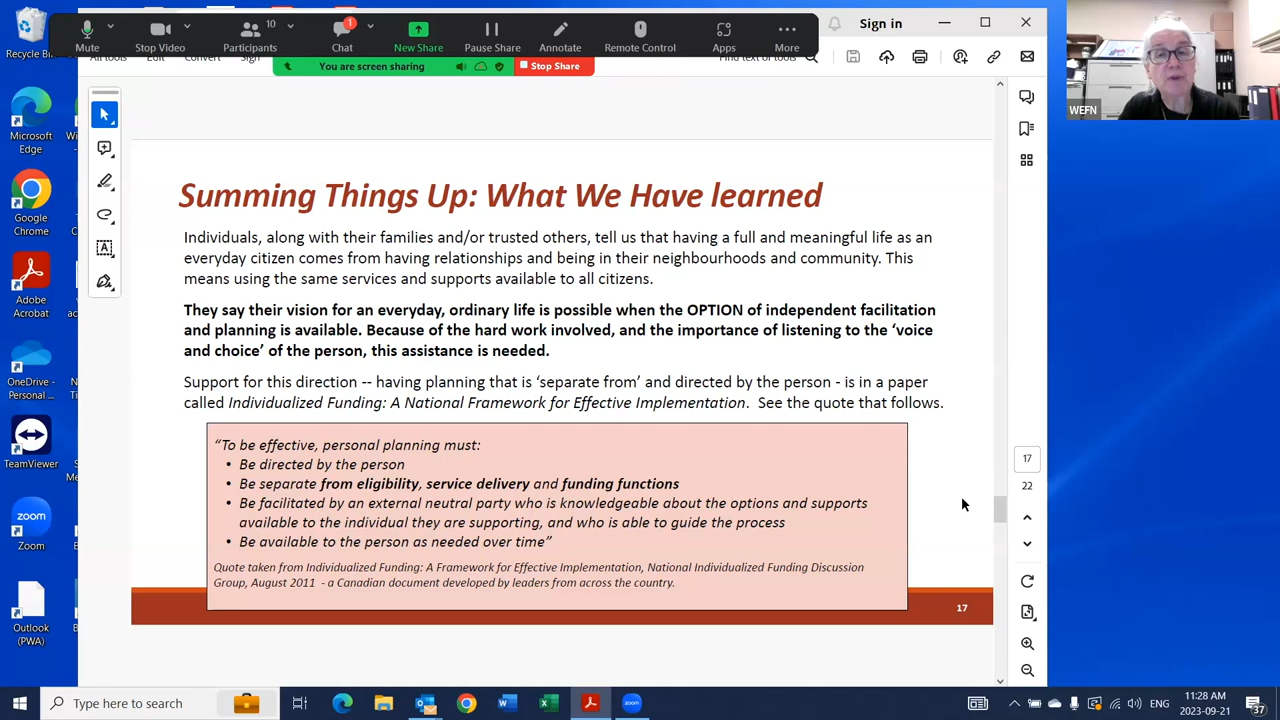 Recycle Bin
Microsoft
Edge
Google
Chrome
Adobe
Acrobat
OneDrive -
Personal ...
TeamViewer
Zoom
Outlook
(PWA)
Mute
Stop Video
Participants
10
Chat
1
New Share
Pause Share
Annotate
Remote Control
Apps
More
Sign in
All tools
Edit
Convert
Sign
You are screen sharing
Stop Share
Find text or tools
WEFN
Summing Things Up: What We Have learned
Individuals, along with their families and/or trusted others, tell us that having a full and meaningful life as an
everyday citizen comes from having relationships and being in their neighbourhoods and community. This
means using the same services and supports available to all citizens.
They say their vision for an everyday, ordinary life is possible when the OPTION of independent facilitation
and planning is available. Because of the hard work involved, and the importance of listening to the ‘voice
and choice’ of the person, this assistance is needed.
Support for this direction -- having planning that is ‘separate from’ and directed by the person - is in a paper
called Individualized Funding: A National Framework for Effective Implementation. See the quote that follows.
“To be effective, personal planning must:
• Be directed by the person
• Be separate from eligibility, service delivery and funding functions
• Be facilitated by an external neutral party who is knowledgeable about the options and supports
available to the individual they are supporting, and who is able to guide the process
• Be available to the person as needed over time”
Quote taken from Individualized Funding: A Framework for Effective Implementation, National Individualized Funding Discussion
Group, August 2011 - a Canadian document developed by leaders from across the country.
17
17
22
Type here to search
ENG
11:28 AM
2023-09-21
37